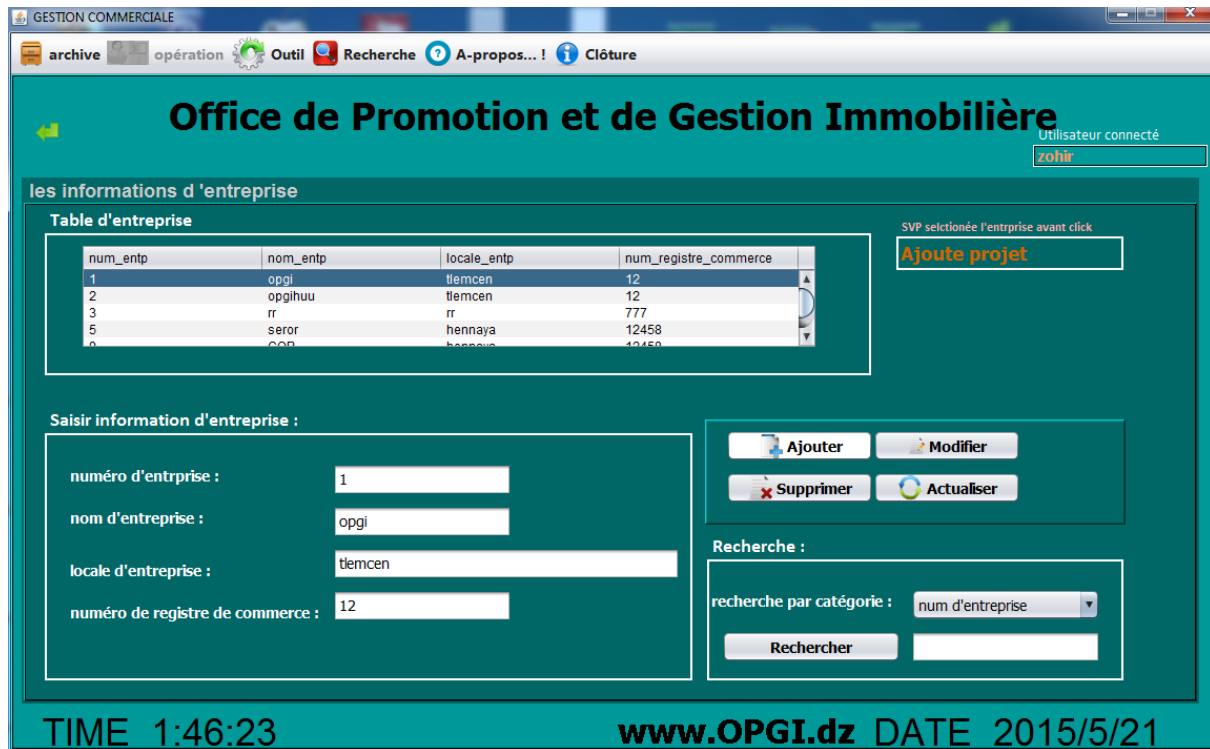 GESTION COMMERCIALE
archive opération Outil Recherche A-propos... ! Clôture
Office de Promotion et de Gestion Immobilière
Utilisateur connecté
zohir
les informations d 'entreprise
Table d'entreprise
SVP selctionée l'entrprise avant click
Ajoute projet
num_entp nom_entp locale_entp num_registre_commerce
1 opgi tlemcen 12
2 opgihuu tlemcen 12
3 rr rr 777
5 seror hennaya 12458
Saisir information d'entreprise :
numéro d'entrprise : 1
nom d'entreprise : opgi
locale d'entreprise : tlemcen
numéro de registre de commerce : 12
Ajouter Modifier
Supprimer Actualiser
Recherche :
recherche par catégorie : num d'entreprise
Rechercher
TIME 1:46:23 www.OPGI.dz DATE 2015/5/21